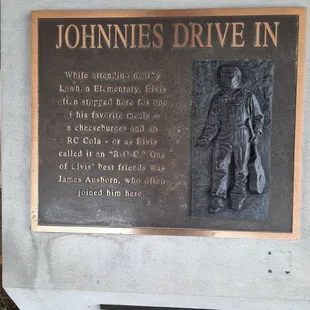 JOHNNIES DRIVE IN
While attending nearby
Lawhon Elementary, Elvis
often stopped here for one
of his favorite meals –
a cheeseburger and an
RC Cola – or as Elvis
called it an "R-O-C." One
of Elvis' best friends was
James Ausborn, who often
joined him here.